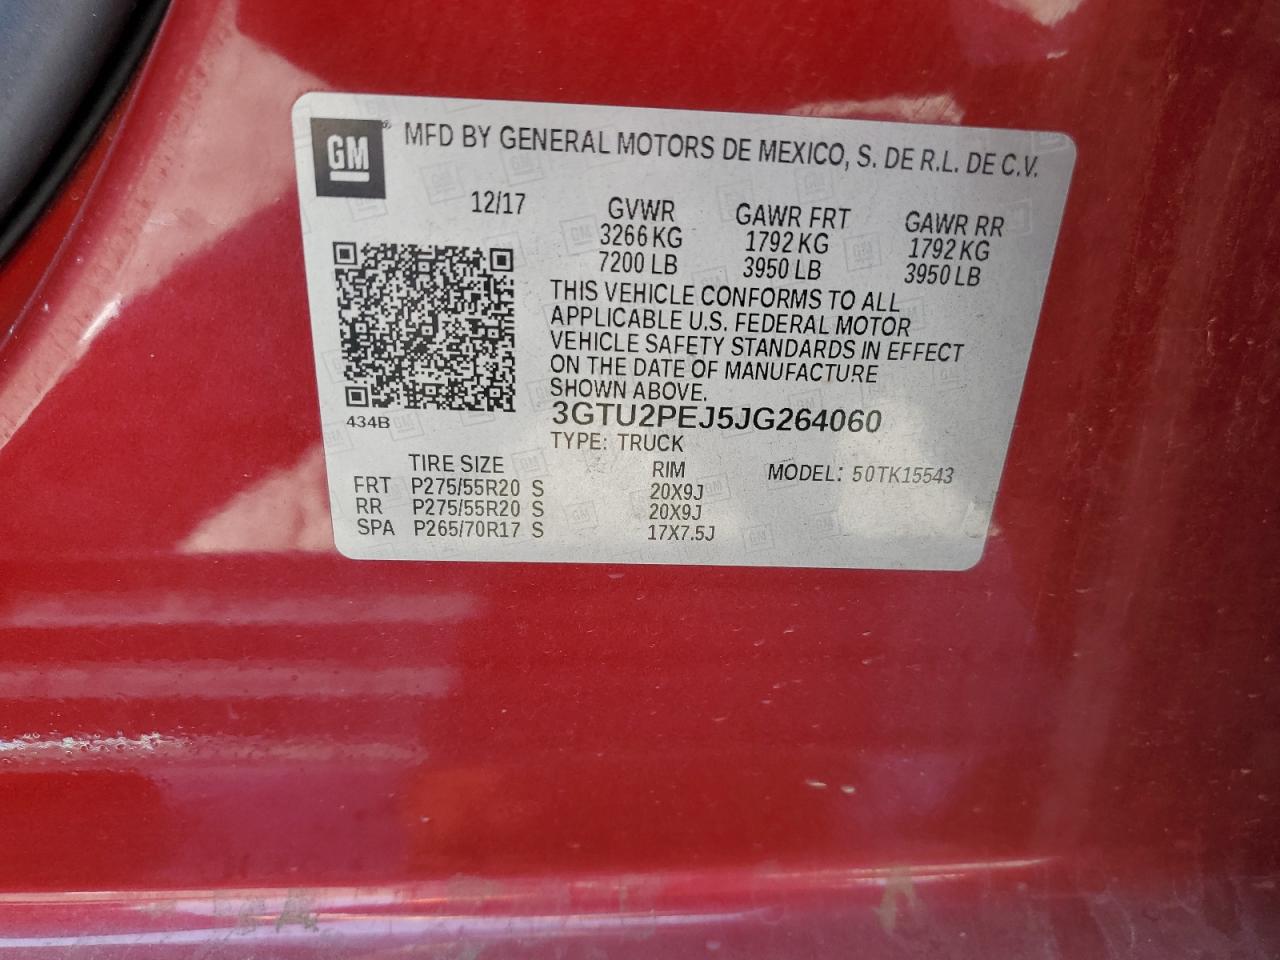 GM
MFD BY GENERAL MOTORS DE MEXICO, S. DE R.L. DE C.V.
12/17
GVWR GAWR FRT GAWR RR
3266 KG 1792 KG 1792 KG
7200 LB 3950 LB 3950 LB
THIS VEHICLE CONFORMS TO ALL
APPLICABLE U.S. FEDERAL MOTOR
VEHICLE SAFETY STANDARDS IN EFFECT
ON THE DATE OF MANUFACTURE
SHOWN ABOVE.
434B
3GTU2PEJ5JG264060
TYPE: TRUCK
TIRE SIZE RIM MODEL: 50TK15543
FRT P275/55R20 S 20X9J
RR P275/55R20 S 20X9J
SPA P265/70R17 S 17X7.5J